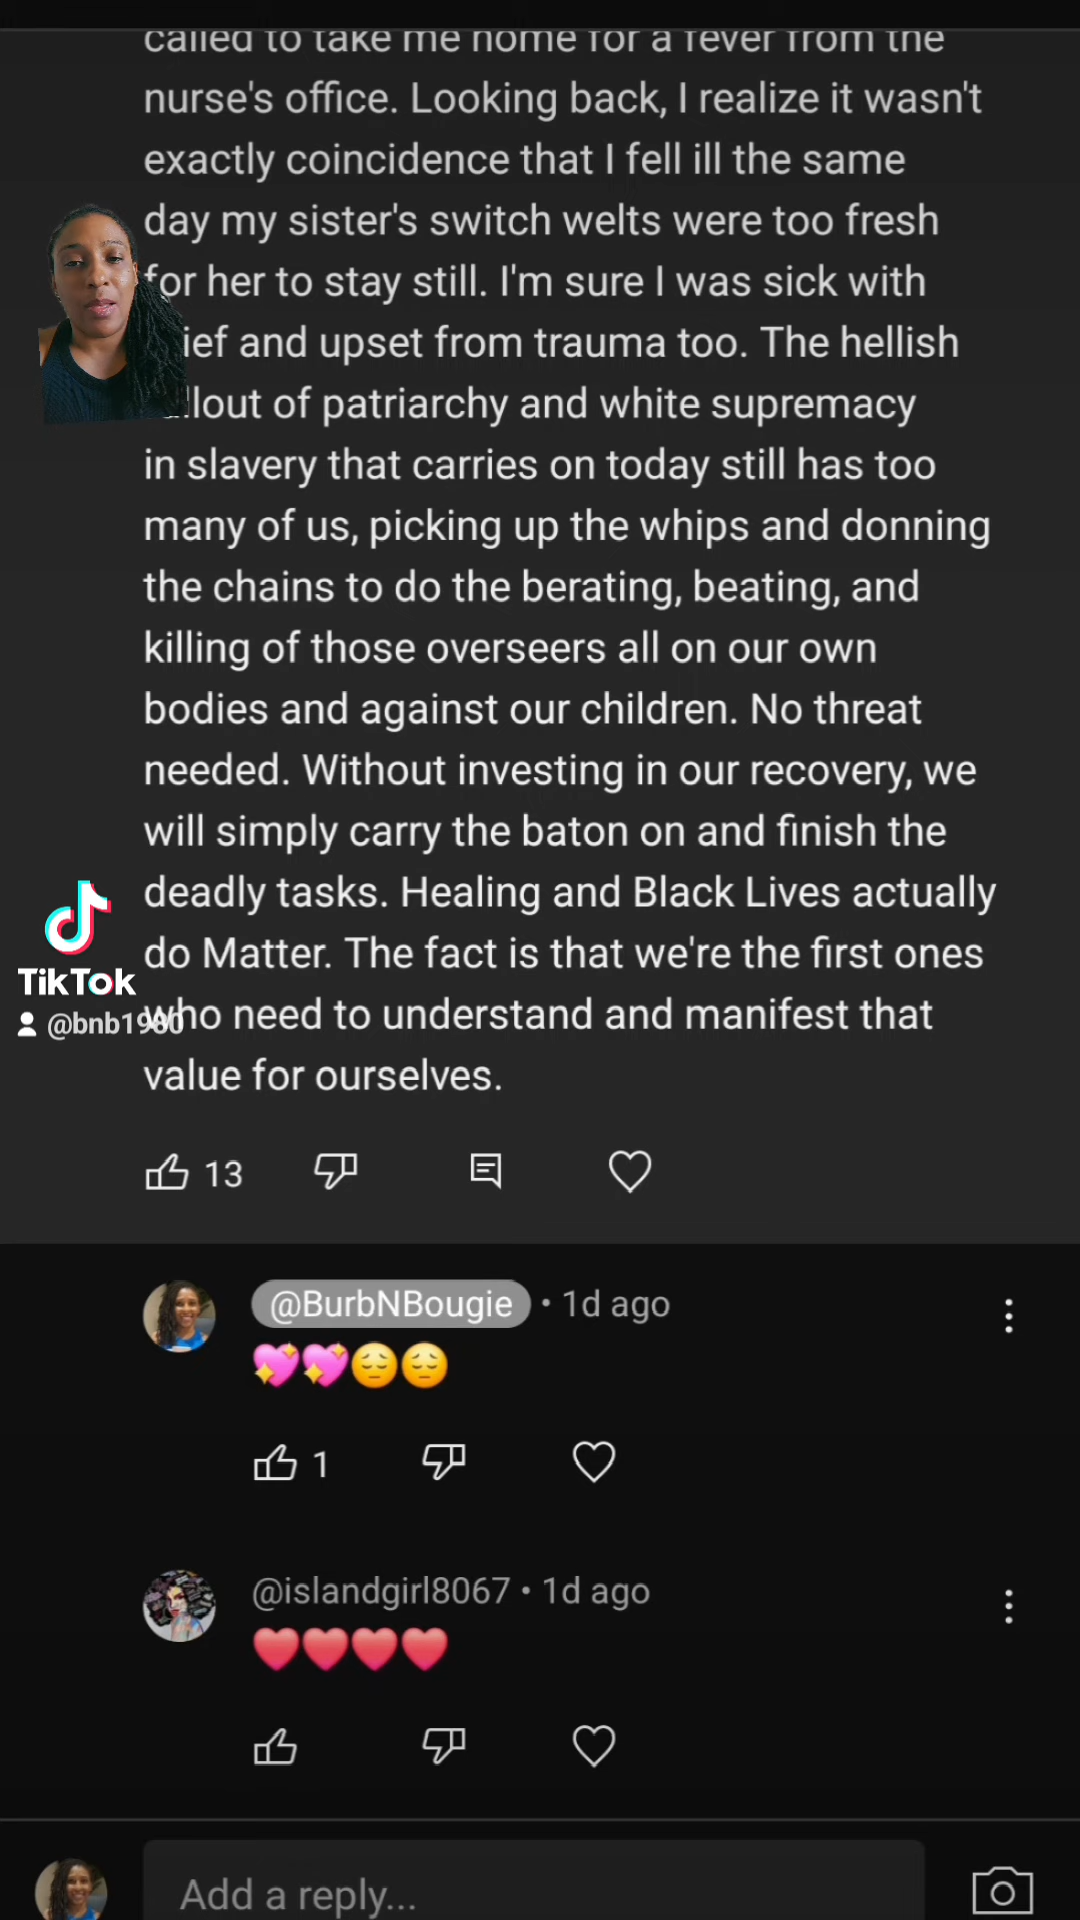 called to take me home for a fever from the
nurse's office. Looking back, I realize it wasn't
exactly coincidence that I fell ill the same
day my sister's switch welts were too fresh
for her to stay still. I'm sure I was sick with
ief and upset from trauma too. The hellish
llout of patriarchy and white supremacy
in slavery that carries on today still has too
many of us, picking up the whips and donning
the chains to do the berating, beating, and
killing of those overseers all on our own
bodies and against our children. No threat
needed. Without investing in our recovery, we
will simply carry the baton on and finish the
deadly tasks. Healing and Black Lives actually
do Matter. The fact is that we're the first ones
who need to understand and manifest that
value for ourselves.
TikTok
@bnb1980
13
@BurbNBougie • 1d ago
💖💖😔😔
1
@islandgirl8067 • 1d ago
❤️❤️❤️❤️
Add a reply...